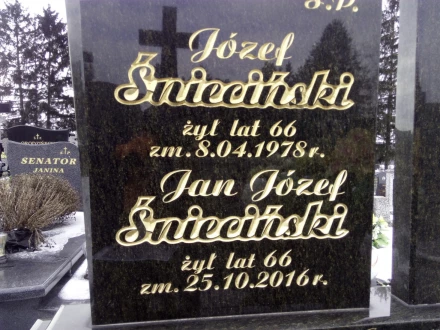 Ś.P.
Józef
Śnieciński
żył lat 66
zm. 8.04.1978 r.
Jan Józef
Śnieciński
żył lat 66
zm. 25.10.2016 r.
SENATOR
JANINA